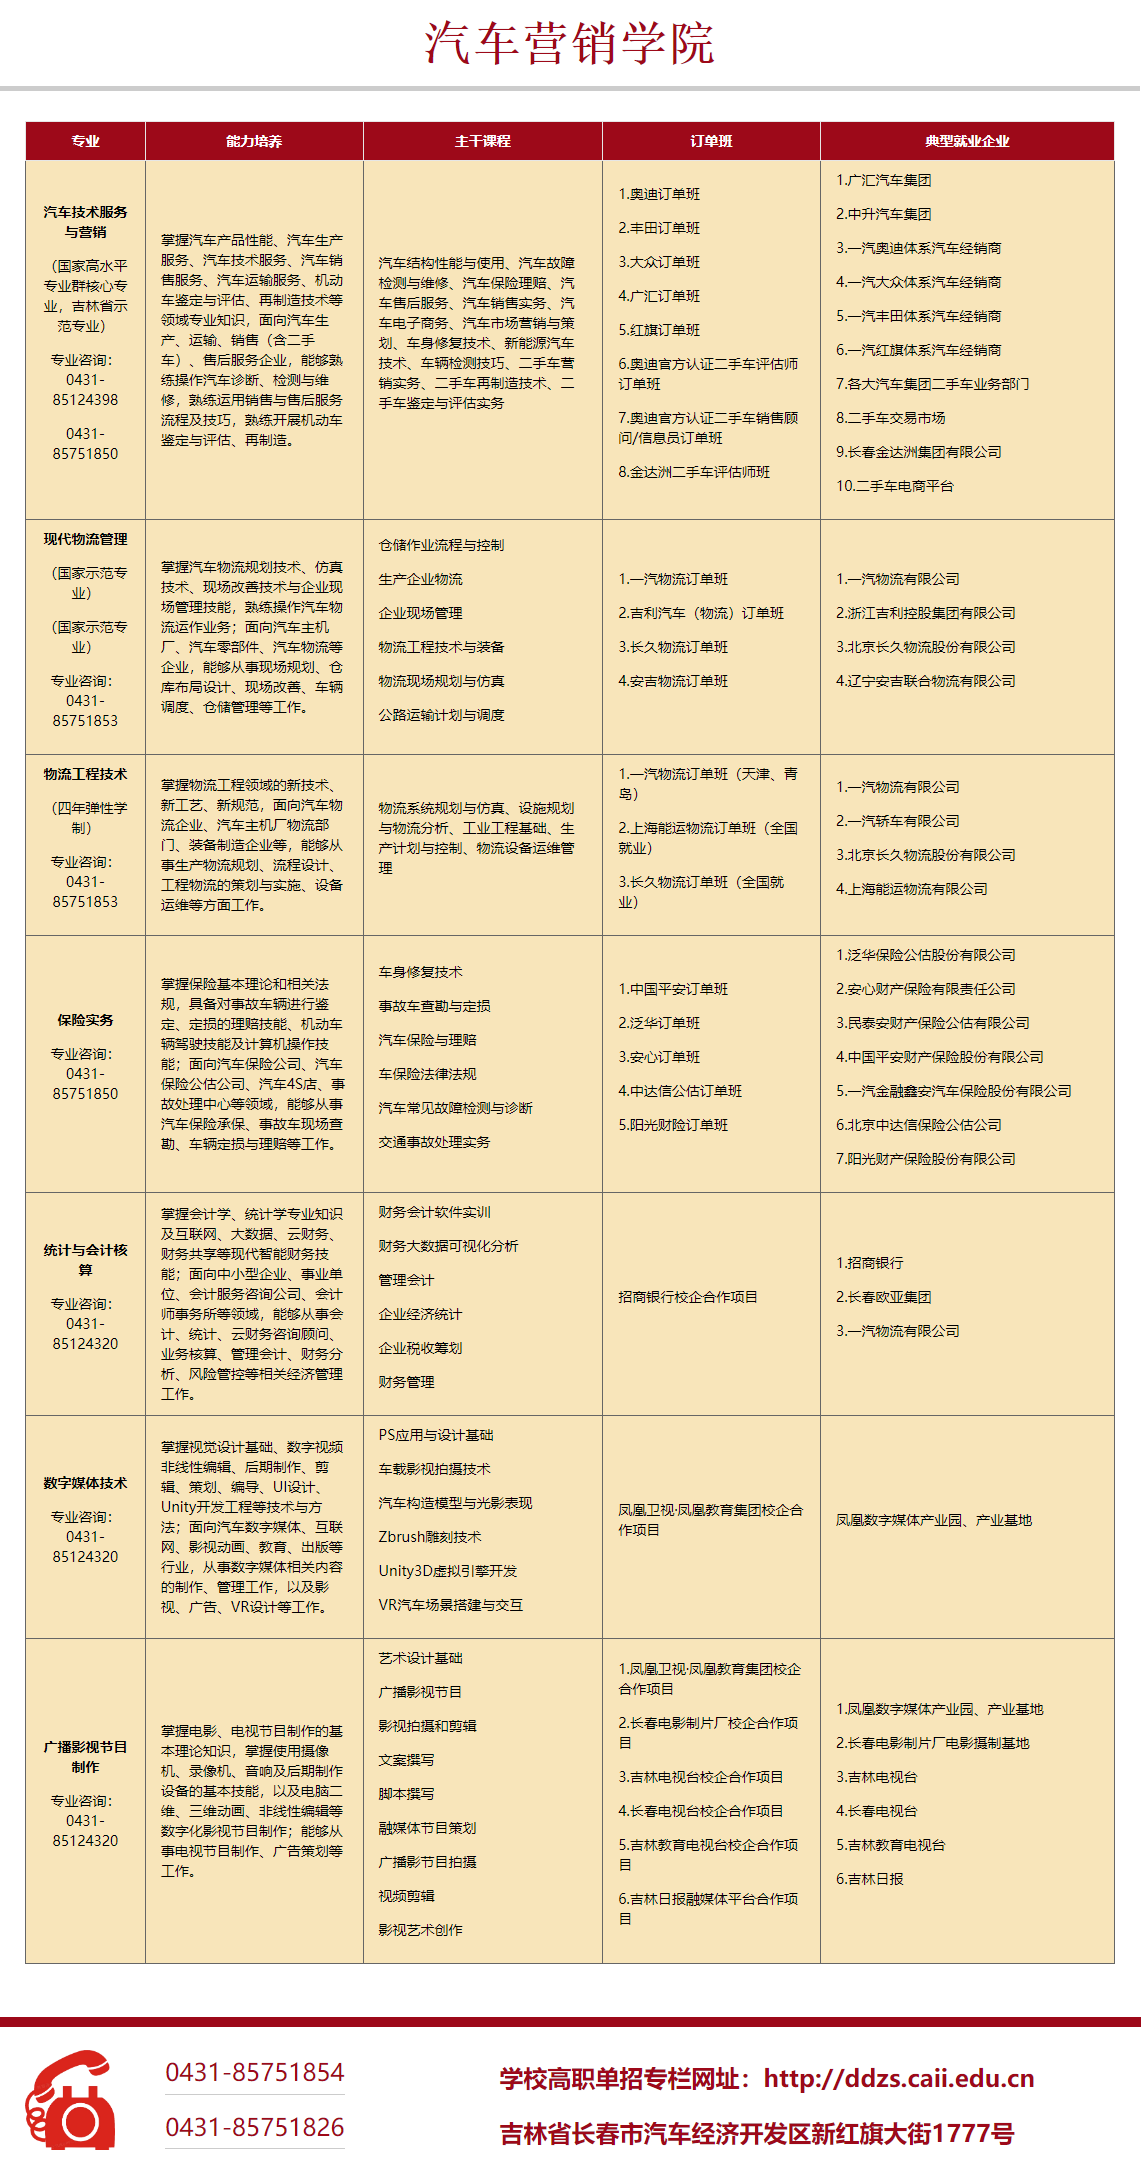 汽车营销学院
专业
能力培养
主干课程
订单班
典型就业企业
汽车技术服务
与营销
（国家高水平
专业群核心专
业，吉林省示
范专业）
专业咨询：
0431-
85124398
0431-
85751850
掌握汽车产品性能、汽车生产
服务、汽车技术服务、汽车销
售服务、汽车运输服务、机动
车鉴定与评估、再制造技术等
领域专业知识，面向汽车生
产、运输、销售（含二手
车）、售后服务企业，能够熟
练操作汽车诊断、检测与维
修，熟练运用销售与售后服务
流程及技巧，熟练开展机动车
鉴定与评估、再制造。
汽车结构性能与使用、汽车故障
检测与维修、汽车保险理赔、汽
车售后服务、汽车销售实务、汽
车电子商务、汽车市场营销与策
划、车身修复技术、新能源汽车
技术、车辆检测技巧、二手车营
销实务、二手车再制造技术、二
手车鉴定与评估实务
1.奥迪订单班
2.丰田订单班
3.大众订单班
4.广汇订单班
5.红旗订单班
6.奥迪官方认证二手车评估师
订单班
7.奥迪官方认证二手车销售顾
问/信息员订单班
8.金达洲二手车评估师班
1.广汇汽车集团
2.中升汽车集团
3.一汽奥迪体系汽车经销商
4.一汽大众体系汽车经销商
5.一汽丰田体系汽车经销商
6.一汽红旗体系汽车经销商
7.各大汽车集团二手车业务部门
8.二手车交易市场
9.长春金达洲集团有限公司
10.二手车电商平台
现代物流管理
（国家示范专
业）
（国家示范专
业）
专业咨询：
0431-
85751853
掌握汽车物流规划技术、仿真
技术、现场改善技术与企业现
场管理技能，熟练操作汽车物
流运作业务；面向汽车主机
厂、汽车零部件、汽车物流等
企业，能够从事现场规划、仓
库布局设计、现场改善、车辆
调度、仓储管理等工作。
仓储作业流程与控制
生产企业物流
企业现场管理
物流工程技术与装备
物流现场规划与仿真
公路运输计划与调度
1.一汽物流订单班
2.吉利汽车（物流）订单班
3.长久物流订单班
4.安吉物流订单班
1.一汽物流有限公司
2.浙江吉利控股集团有限公司
3.北京长久物流股份有限公司
4.辽宁安吉联合物流有限公司
物流工程技术
（四年弹性学
制）
专业咨询：
0431-
85751853
掌握物流工程领域的新技术、
新工艺、新规范，面向汽车物
流企业、汽车主机厂物流部
门、装备制造企业等，能够从
事生产物流规划、流程设计、
工程物流的策划与实施、设备
运维等方面工作。
物流系统规划与仿真、设施规划
与物流分析、工业工程基础、生
产计划与控制、物流设备运维管
理
1.一汽物流订单班（天津、青
岛）
2.上海能运物流订单班（全国
就业）
3.长久物流订单班（全国就
业）
1.一汽物流有限公司
2.一汽轿车有限公司
3.北京长久物流股份有限公司
4.上海能运物流有限公司
保险实务
专业咨询：
0431-
85751850
掌握保险基本理论和相关法
规，具备对事故车辆进行鉴
定、定损的理赔技能、机动车
辆驾驶技能及计算机操作技
能；面向汽车保险公司、汽车
保险公估公司、汽车4S店、事
故处理中心等领域，能够从事
汽车保险承保、事故车现场查
勘、车辆定损与理赔等工作。
车身修复技术
事故车查勘与定损
汽车保险与理赔
车保险法律法规
汽车常见故障检测与诊断
交通事故处理实务
1.中国平安订单班
2.泛华订单班
3.安心订单班
4.中达信公估订单班
5.阳光财险订单班
1.泛华保险公估股份有限公司
2.安心财产保险有限责任公司
3.民泰安财产保险公估有限公司
4.中国平安财产保险股份有限公司
5.一汽金融鑫安汽车保险股份有限公司
6.北京中达信保险公估公司
7.阳光财产保险股份有限公司
统计与会计核
算
专业咨询：
0431-
85124320
掌握会计学、统计学专业知识
及互联网、大数据、云财务、
财务共享等现代智能财务技
能；面向中小型企业、事业单
位、会计服务咨询公司、会计
师事务所等领域，能够从事会
计、统计、云财务咨询顾问、
业务核算、管理会计、财务分
析、风险管控等相关经济管理
工作。
财务会计软件实训
财务大数据可视化分析
管理会计
企业经济统计
企业税收筹划
财务管理
招商银行校企合作项目
1.招商银行
2.长春欧亚集团
3.一汽物流有限公司
数字媒体技术
专业咨询：
0431-
85124320
掌握视觉设计基础、数字视频
非线性编辑、后期制作、剪
辑、策划、编导、UI设计、
Unity开发工程等技术与方
法；面向汽车数字媒体、互联
网、影视动画、教育、出版等
行业，从事数字媒体相关内容
的制作、管理工作，以及影
视、广告、VR设计等工作。
PS应用与设计基础
车载影视拍摄技术
汽车构造模型与光影表现
Zbrush雕刻技术
Unity3D虚拟引擎开发
VR汽车场景搭建与交互
凤凰卫视·凤凰教育集团校企合
作项目
凤凰数字媒体产业园、产业基地
广播影视节目
制作
专业咨询：
0431-
85124320
掌握电影、电视节目制作的基
本理论知识，掌握使用摄像
机、录像机、音响及后期制作
设备的基本技能，以及电脑二
维、三维动画、非线性编辑等
数字化影视节目制作；能够从
事电视节目制作、广告策划等
工作。
艺术设计基础
广播影视节目
影视拍摄和剪辑
文案撰写
脚本撰写
融媒体节目策划
广播影节目拍摄
视频剪辑
影视艺术创作
1.凤凰卫视·凤凰教育集团校企
合作项目
2.长春电影制片厂校企合作项
目
3.吉林电视台校企合作项目
4.长春电视台校企合作项目
5.吉林教育电视台校企合作项
目
6.吉林日报融媒体平台合作项
目
1.凤凰数字媒体产业园、产业基地
2.长春电影制片厂电影摄制基地
3.吉林电视台
4.长春电视台
5.吉林教育电视台
6.吉林日报
0431-85751854
0431-85751826
学校高职单招专栏网址：http://ddzs.caii.edu.cn
吉林省长春市汽车经济开发区新红旗大街1777号